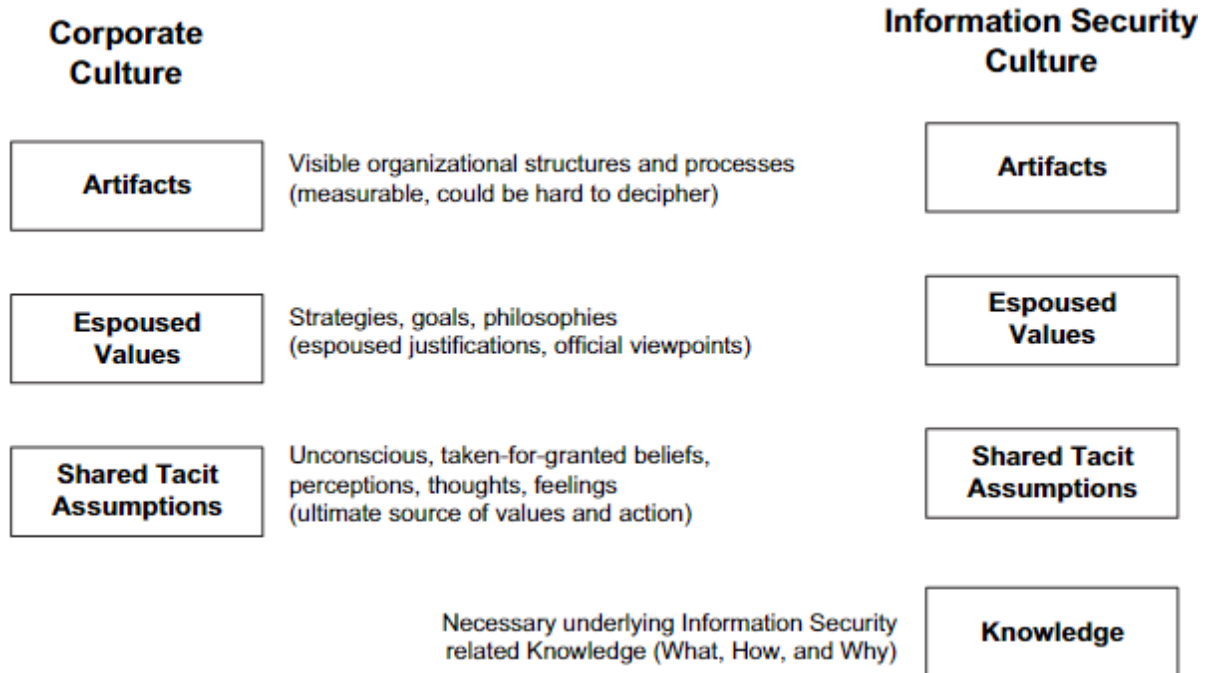 Corporate
Culture
Information Security
Culture
Artifacts
Visible organizational structures and processes
(measurable, could be hard to decipher)
Artifacts
Espoused
Values
Strategies, goals, philosophies
(espoused justifications, official viewpoints)
Espoused
Values
Shared Tacit
Assumptions
Unconscious, taken-for-granted beliefs,
perceptions, thoughts, feelings
(ultimate source of values and action)
Shared Tacit
Assumptions
Necessary underlying Information Security
related Knowledge (What, How, and Why)
Knowledge